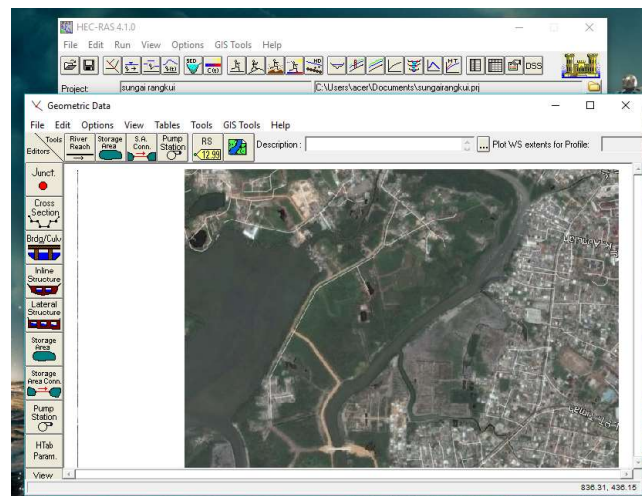 HEC-RAS 4.1.0
File Edit Run View Options GIS Tools Help
SED HD M.T. DSS
Project: sungai rangkui C:\Users\acer\Documents\sungairangkui.prj
Geometric Data
File Edit Options View Tables Tools GIS Tools Help
Tools
Editors
River
Reach
Storage
Area
S.A.
Conn.
Pump
Station
RS
12.99
Description :
...
Plot WS extents for Profile:
Junct.
Cross
Section
Brdg/Culv
Inline
Structure
Lateral
Structure
Storage
Area
Storage
Area Conn.
Pump
Station
HTab
Param.
View
836.31, 436.15